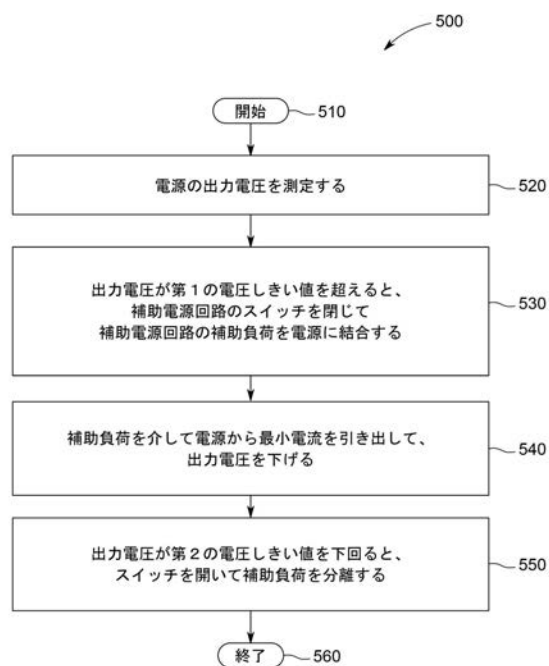 500
開始
510
電源の出力電圧を測定する
520
出力電圧が第１の電圧しきい値を超えると、
補助電源回路のスイッチを閉じて
補助電源回路の補助負荷を電源に結合する
530
補助負荷を介して電源から最小電流を引き出して、
出力電圧を下げる
540
出力電圧が第２の電圧しきい値を下回ると、
スイッチを開いて補助負荷を分離する
550
終了
560